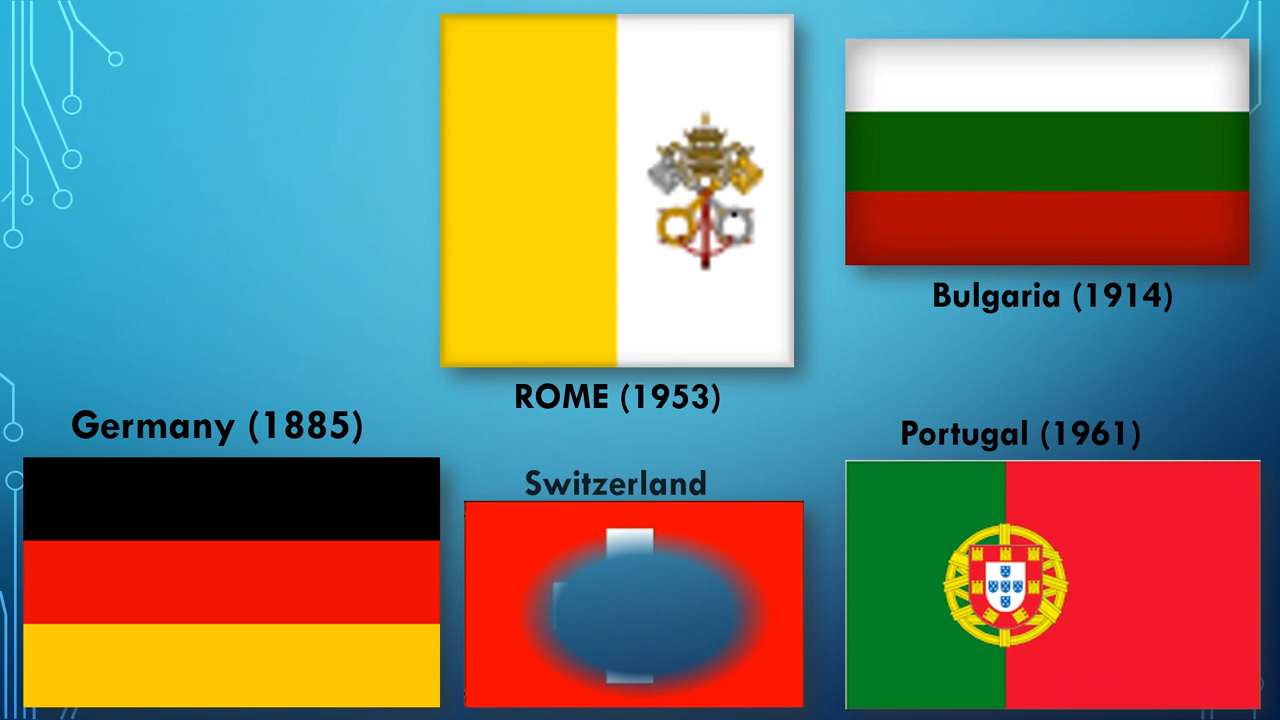 ROME (1953)
Bulgaria (1914)
Germany (1885)
Switzerland
Portugal (1961)